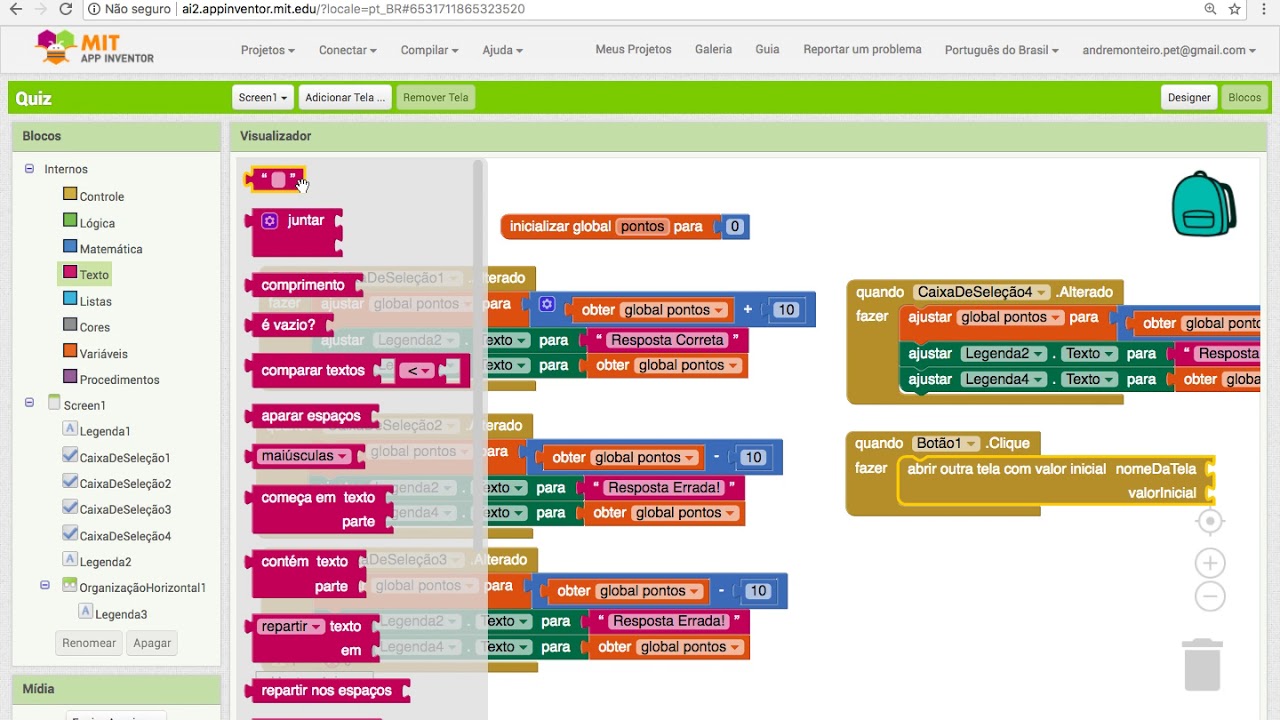 Não seguro | ai2.appinventor.mit.edu/?locale=pt_BR#6531711865323520
MIT
APP INVENTOR
Projetos Conectar Compilar Ajuda Meus Projetos Galeria Guia Reportar um problema Português do Brasil andremonteiro.pet@gmail.com
Quiz Screen1 Adicionar Tela ... Remover Tela Designer Blocos
Blocos
Internos
Controle
Lógica
Matemática
Texto
Listas
Cores
Variáveis
Procedimentos
Screen1
Legenda1
CaixaDeSeleção1
CaixaDeSeleção2
CaixaDeSeleção3
CaixaDeSeleção4
Legenda2
OrganizaçãoHorizontal1
Legenda3
Renomear Apagar
Mídia
Visualizador
“ ”
juntar
comprimento
é vazio?
comparar textos <
aparar espaços
maiúsculas
começa em texto
parte
contém texto
parte
repartir texto
em
repartir nos espaços
inicializar global pontos para 0
DeSeleção1 .Alterado
fazer ajustar global pontos para obter global pontos + 10
ajustar Legenda2 . Texto para “ Resposta Correta ”
Texto para obter global pontos
CaixaDeSeleção2 .Alterado
global pontos para obter global pontos - 10
Legenda2 . Texto para “ Resposta Errada! ”
Legenda4 . Texto para obter global pontos
DeSeleção3 .Alterado
global pontos para obter global pontos - 10
Legenda2 . Texto para “ Resposta Errada! ”
Legenda4 . Texto para obter global pontos
quando CaixaDeSeleção4 .Alterado
fazer ajustar global pontos para obter global ponto
ajustar Legenda2 . Texto para “ Resposta
ajustar Legenda4 . Texto para obter globa
quando Botão1 .Clique
fazer abrir outra tela com valor inicial nomeDaTela
valorInicial